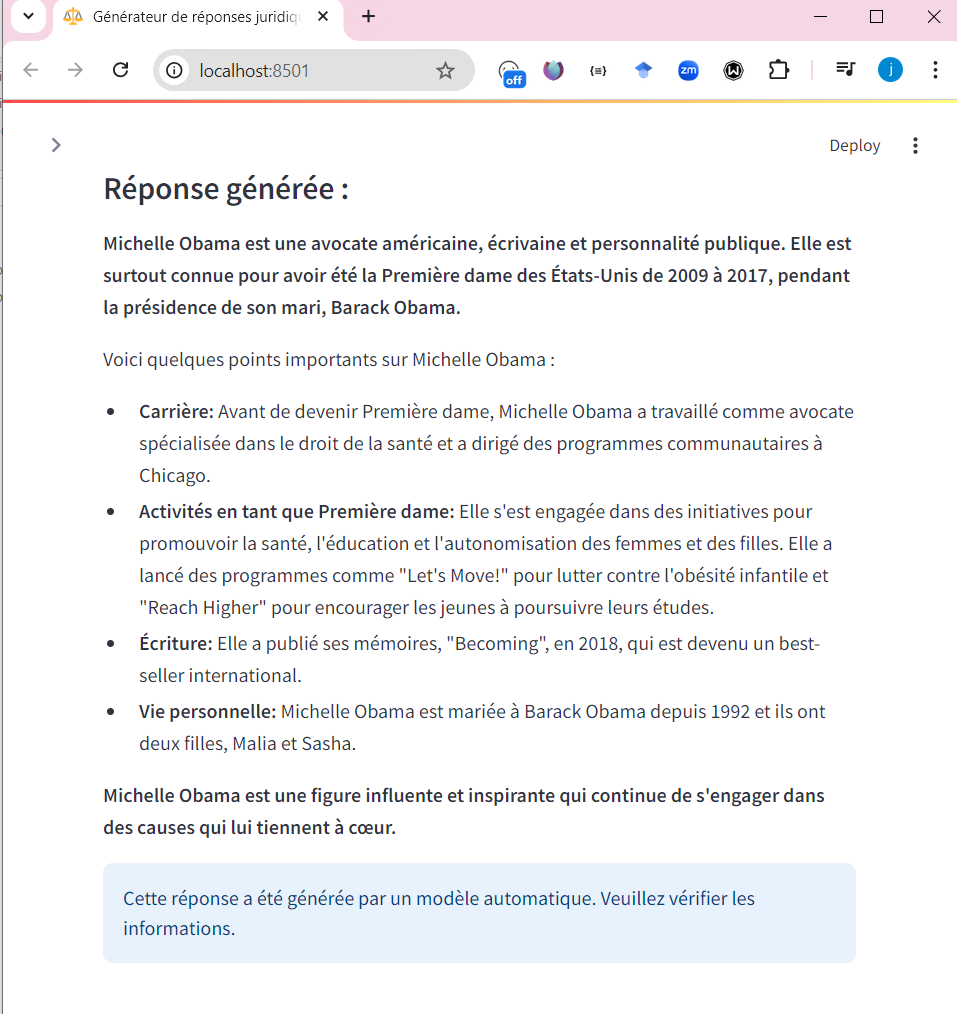 Générateur de réponses juridiqu
localhost:8501
off
{≡}
zm
W
j
Deploy
Réponse générée :
Michelle Obama est une avocate américaine, écrivaine et personnalité publique. Elle est
surtout connue pour avoir été la Première dame des États-Unis de 2009 à 2017, pendant
la présidence de son mari, Barack Obama.
Voici quelques points importants sur Michelle Obama :
Carrière: Avant de devenir Première dame, Michelle Obama a travaillé comme avocate
spécialisée dans le droit de la santé et a dirigé des programmes communautaires à
Chicago.
Activités en tant que Première dame: Elle s'est engagée dans des initiatives pour
promouvoir la santé, l'éducation et l'autonomisation des femmes et des filles. Elle a
lancé des programmes comme "Let's Move!" pour lutter contre l'obésité infantile et
"Reach Higher" pour encourager les jeunes à poursuivre leurs études.
Écriture: Elle a publié ses mémoires, "Becoming", en 2018, qui est devenu un best-
seller international.
Vie personnelle: Michelle Obama est mariée à Barack Obama depuis 1992 et ils ont
deux filles, Malia et Sasha.
Michelle Obama est une figure influente et inspirante qui continue de s'engager dans
des causes qui lui tiennent à cœur.
Cette réponse a été générée par un modèle automatique. Veuillez vérifier les
informations.